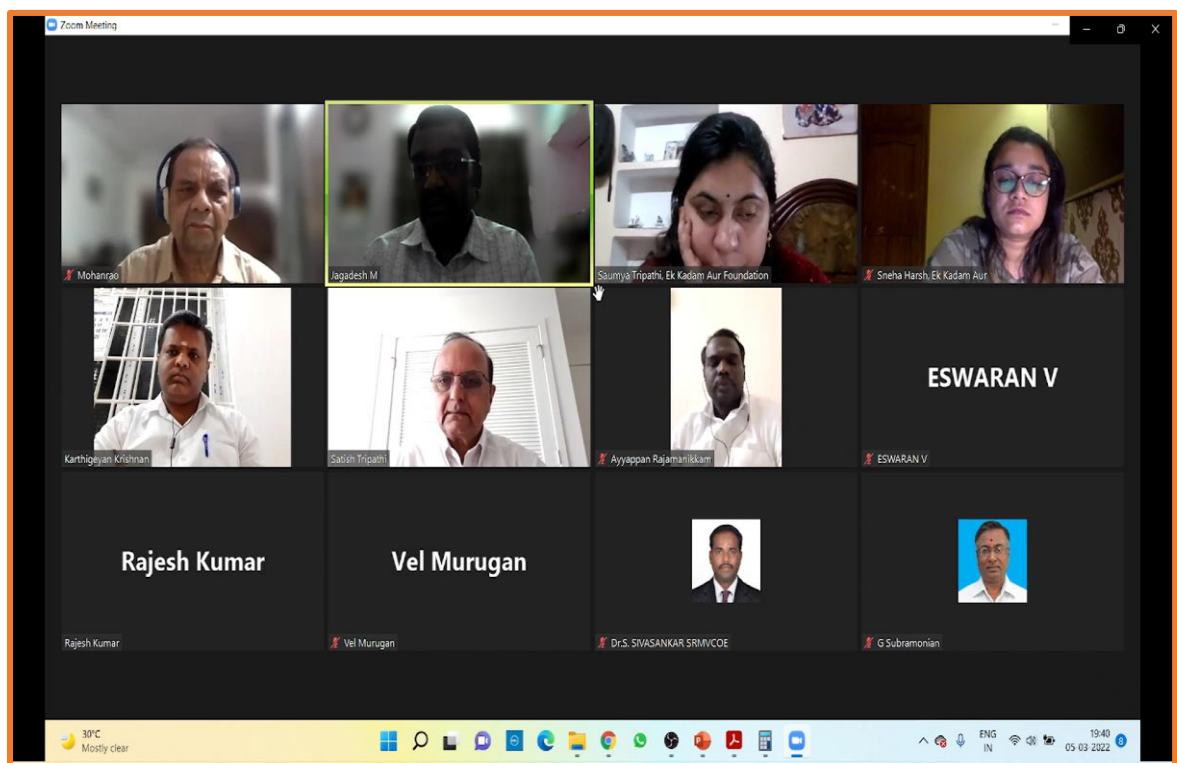 Zoom Meeting
Mohanrao
Jagadesh M
Saumya Tripathi, Ek Kadam Aur Foundation
Sneha Harsh, Ek Kadam Aur
Karthigeyan Krishnan
Satish Tripathi
Ayyappan Rajamanikkam
ESWARAN V
ESWARAN V
Rajesh Kumar
Rajesh Kumar
Vel Murugan
Vel Murugan
Dr.S. SIVASANKAR SRMVCOE
G Subramonian
30°C
Mostly clear
ENG
IN
19:40
05-03-2022
8